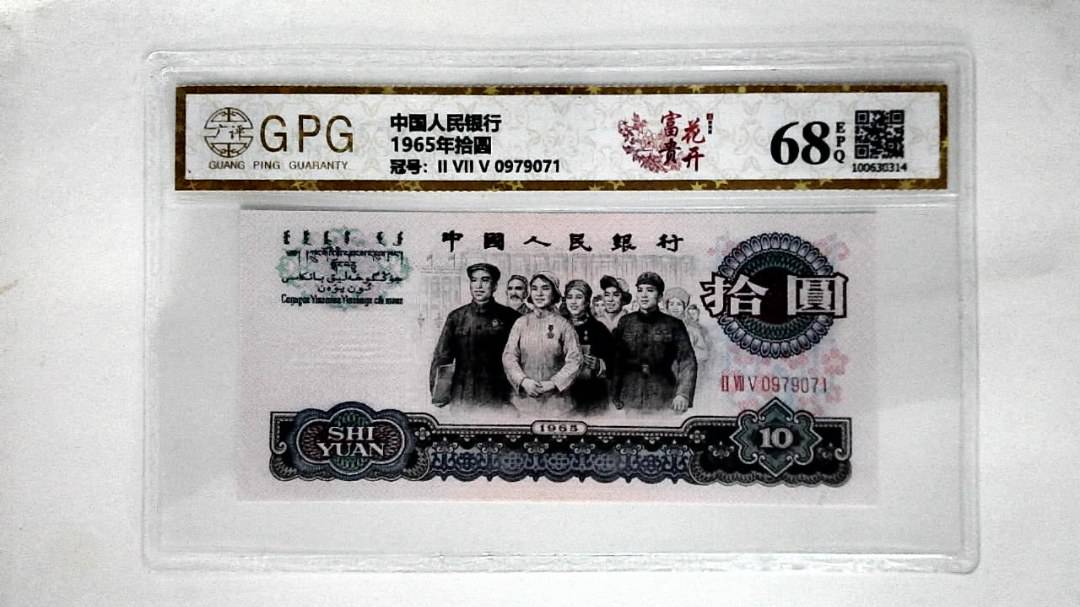 广评
GPG
GUANG PING GUARANTY
中国人民银行
1965年拾圆
冠号: II VII V 0979071
富贵
花开
68
EPQ
100630314
中國人民銀行
拾圓
II VII V 0979071
1965
SHI
YUAN
10